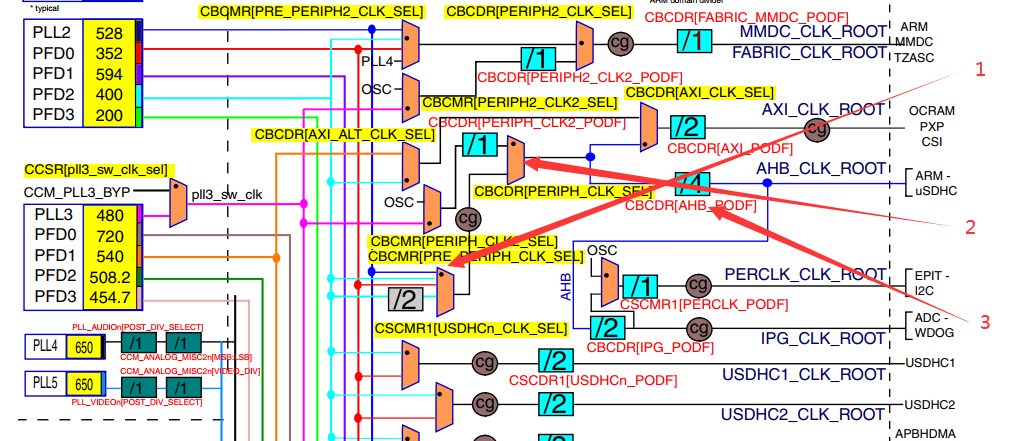 * typical
ARM domain divider
CBCMR[PRE_PERIPH2_CLK_SEL]
CBCDR[PERIPH2_CLK_SEL]
CBCDR[FABRIC_MMDC_PODF]
PLL2 528
PFD0 352
PFD1 594
PFD2 400
PFD3 200
PLL4
cg
/1
MMDC_CLK_ROOT
FABRIC_CLK_ROOT
ARM
MMDC
TZASC
/1
CBCDR[PERIPH2_CLK2_PODF]
OSC
CBCMR[PERIPH2_CLK2_SEL]
CBCDR[AXI_CLK_SEL]
1
CBCDR[PERIPH_CLK2_PODF]
CBCDR[AXI_ALT_CLK_SEL]
/1
/2
AXI_CLK_ROOT
cg
OCRAM
PXP
CSI
CBCDR[AXI_PODF]
CCSR[pll3_sw_clk_sel]
CCM_PLL3_BYP
pll3_sw_clk
CBCDR[PERIPH_CLK_SEL]
/4
AHB_CLK_ROOT
ARM -
uSDHC
CBCDR[AHB_PODF]
OSC
cg
2
PLL3 480
PFD0 720
PFD1 540
PFD2 508.2
PFD3 454.7
CBCMR[PERIPH_CLK2_SEL]
CBCMR[PRE_PERIPH_CLK_SEL]
/2
OSC
AHB
/1
cg
PERCLK_CLK_ROOT
EPIT -
I2C
CSCMR1[PERCLK_PODF]
3
/2
cg
IPG_CLK_ROOT
ADC -
WDOG
CBCDR[IPG_PODF]
CSCMR1[USDHCn_CLK_SEL]
PLL_AUDIOn[POST_DIV_SELECT]
PLL4 650
/1 /1
CCM_ANALOG_MISC2n[MSB:LSB]
CCM_ANALOG_MISC2n[VIDEO_DIV]
PLL5 650
/1 /1
PLL_VIDEOn[POST_DIV_SELECT]
cg
/2
USDHC1
USDHC1_CLK_ROOT
CSCDR1[USDHCn_PODF]
cg
/2
USDHC2
USDHC2_CLK_ROOT
APBHDMA